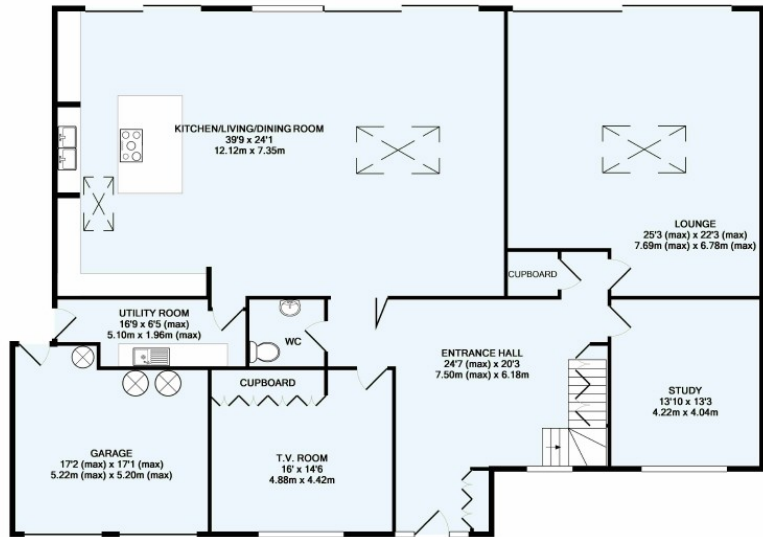 KITCHEN/LIVING/DINING ROOM
39'9 x 24'1
12.12m x 7.35m
LOUNGE
25'3 (max) x 22'3 (max)
7.69m (max) x 6.78m (max)
CUPBOARD
UTILITY ROOM
16'9 x 6'5 (max)
5.10m x 1.96m (max)
WC
ENTRANCE HALL
24'7 (max) x 20'3
7.50m (max) x 6.18m
CUPBOARD
STUDY
13'10 x 13'3
4.22m x 4.04m
GARAGE
17'2 (max) x 17'1 (max)
5.22m (max) x 5.20m (max)
T.V. ROOM
16' x 14'6
4.88m x 4.42m